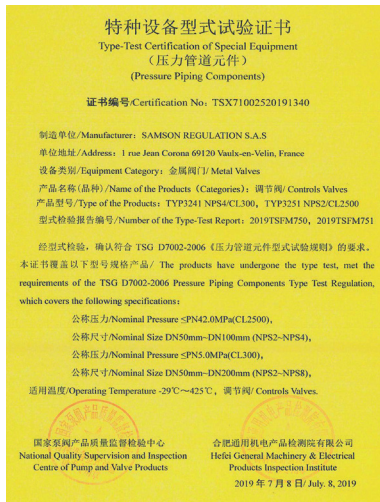 特种设备型式试验证书
Type-Test Certification of Special Equipment
（压力管道元件）
(Pressure Piping Components)
证书编号/Certification No: TSX71002520191340
制造单位/Manufacturer: SAMSON REGULATION S.A.S
单位地址/Address: 1 rue Jean Corona 69120 Vaulx-en-Velin, France
设备类别/Equipment Category: 金属阀门/ Metal Valves
产品名称(品种) /Name of the Products (Categories): 调节阀/ Controls Valves
产品型号/Type of the Products: TYP3241 NPS4/CL300, TYP3251 NPS2/CL2500
型式检验报告编号/Number of the Type-Test Report: 2019TSFM750, 2019TSFM751
经型式检验，确认符合 TSG D7002-2006《压力管道元件型式试验规则》的要求。
本证书覆盖以下型号规格产品/ The products have undergone the type test, met the
requirements of the TSG D7002-2006 Pressure Piping Components Type Test Regulation,
which covers the following specifications:
公称压力/Nominal Pressure ≤PN42.0MPa(CL2500),
公称尺寸/Nominal Size DN50mm~DN100mm (NPS2~NPS4),
公称压力/Nominal Pressure ≤PN5.0MPa(CL300),
公称尺寸/Nominal Size DN50mm~DN200mm (NPS2~NPS8),
适用温度/Operating Temperature -29℃～425℃, 调节阀/ Controls Valves.
国家泵阀产品质量监督检验中心
National Quality Supervision and Inspection
Centre of Pump and Valve Products
合肥通用机电产品检测院有限公司
Hefei General Machinery & Electrical
Products Inspection Institute
2019 年 7 月 8 日/ July. 8, 2019